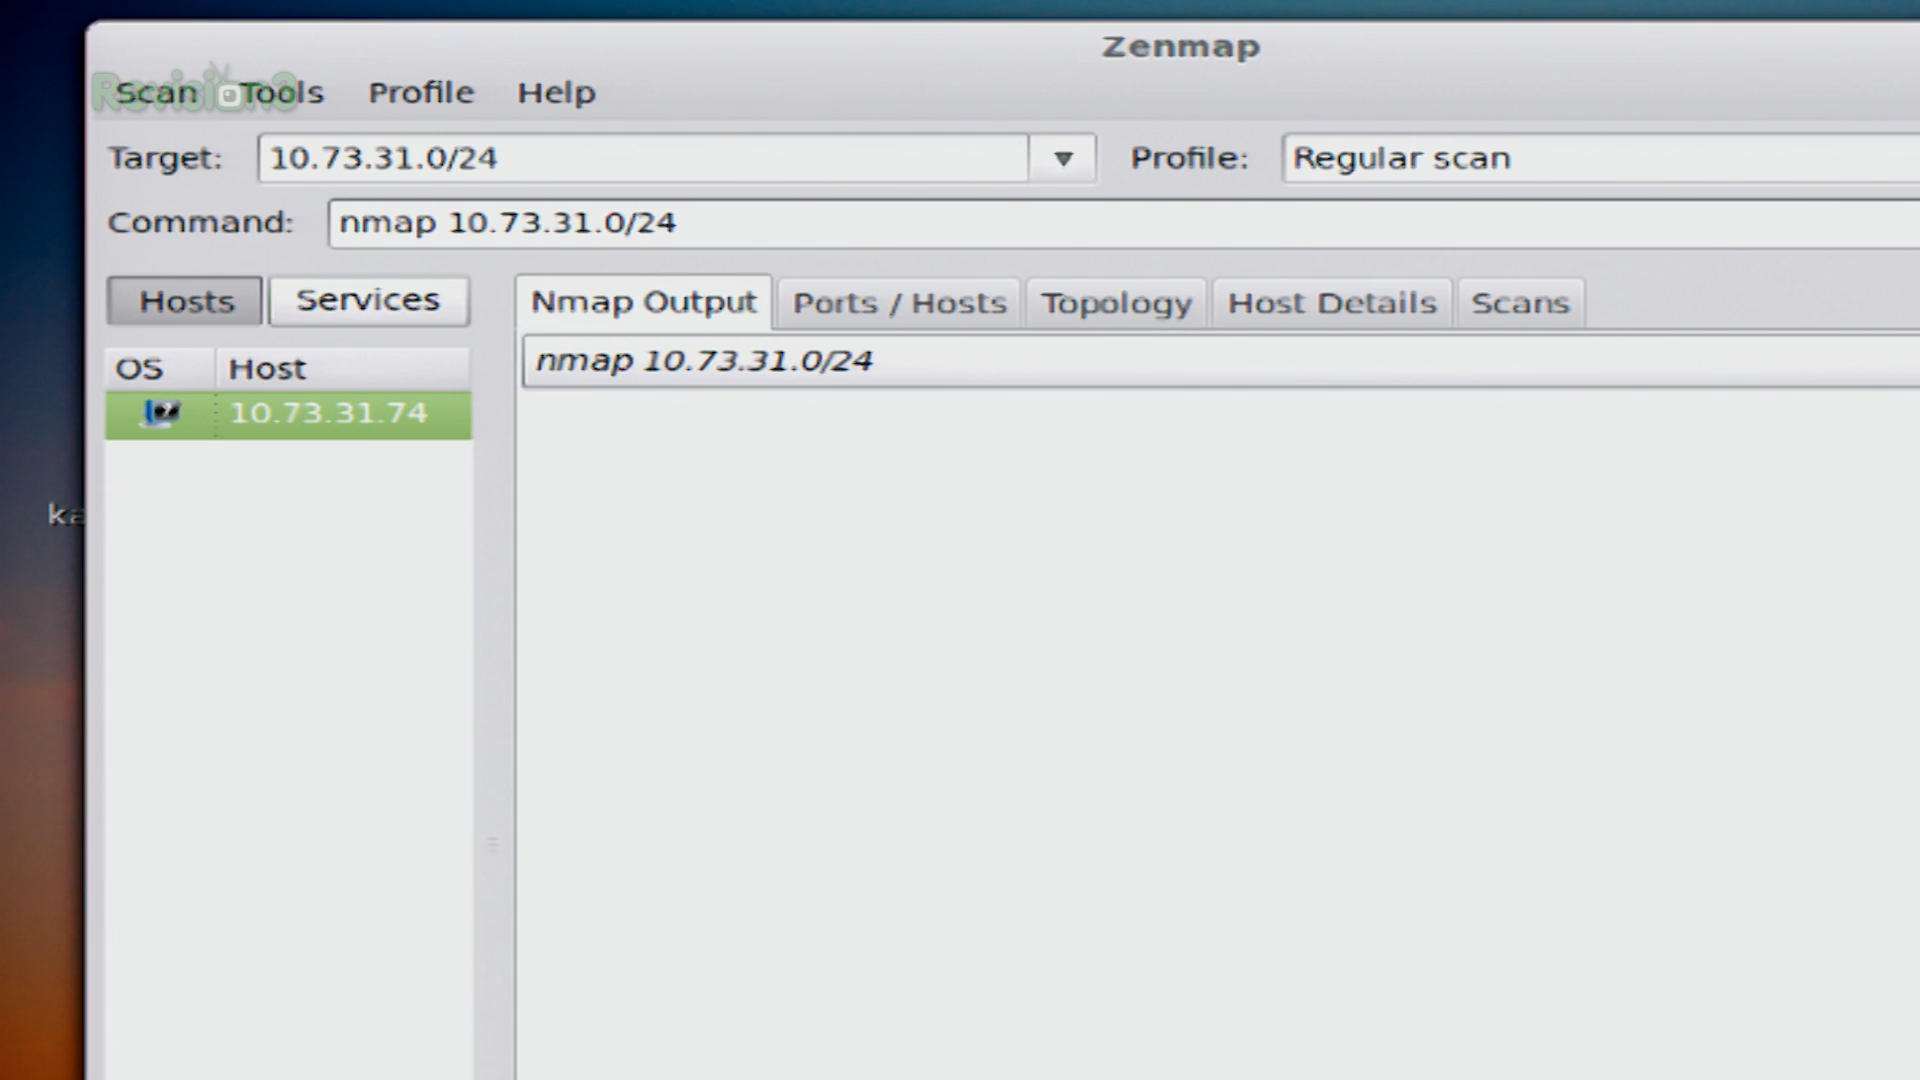 Zenmap
Revision3
Scan Tools Profile Help
Target: 10.73.31.0/24 Profile: Regular scan
Command: nmap 10.73.31.0/24
Hosts Services Nmap Output Ports / Hosts Topology Host Details Scans
OS Host nmap 10.73.31.0/24
10.73.31.74